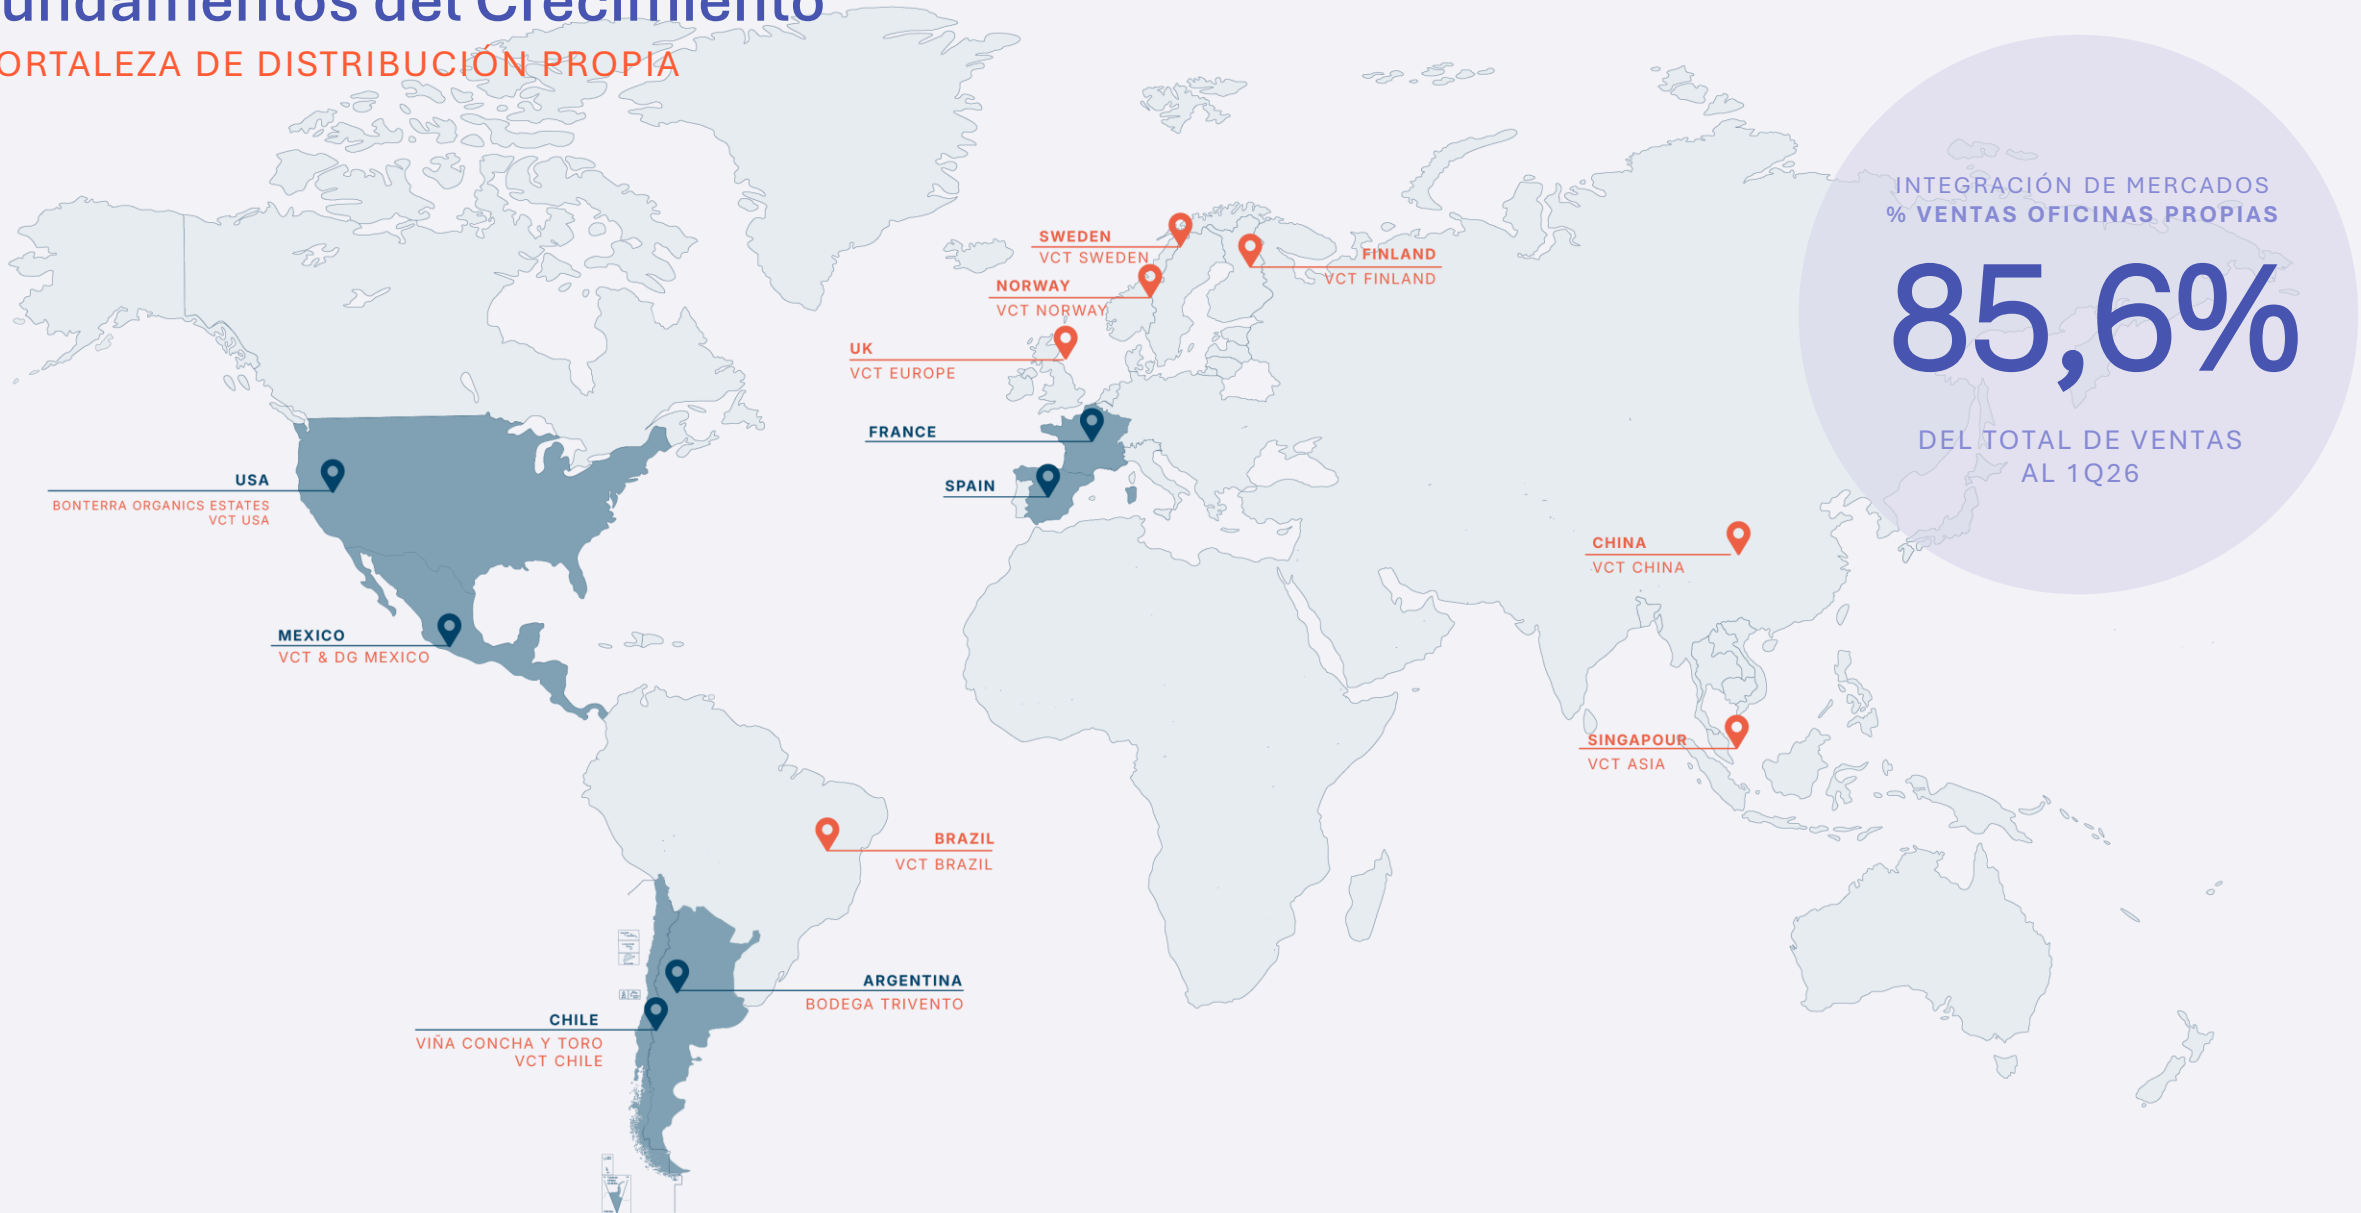 undamentos del Crecimiento
ORTALEZA DE DISTRIBUCIÓN PROPIA
INTEGRACIÓN DE MERCADOS
% VENTAS OFICINAS PROPIAS
85,6%
DEL TOTAL DE VENTAS
AL 1Q26
SWEDEN
VCT SWEDEN
FINLAND
VCT FINLAND
NORWAY
VCT NORWAY
UK
VCT EUROPE
FRANCE
SPAIN
USA
BONTERRA ORGANICS ESTATES
VCT USA
CHINA
VCT CHINA
MEXICO
VCT & DG MEXICO
SINGAPOUR
VCT ASIA
BRAZIL
VCT BRAZIL
ARGENTINA
BODEGA TRIVENTO
CHILE
VIÑA CONCHA Y TORO
VCT CHILE